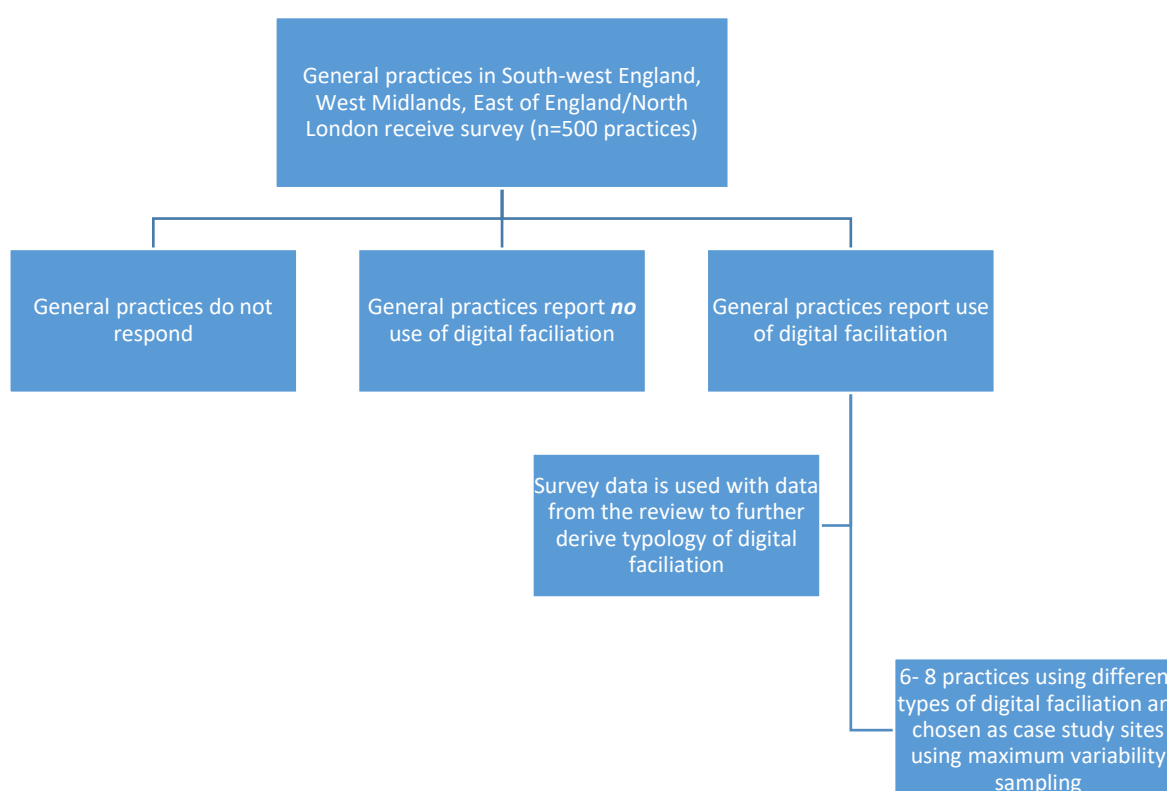 General practices in South-west England,
West Midlands, East of England/North
London receive survey (n=500 practices)
General practices do not
respond
General practices report no
use of digital faciliation
General practices report use
of digital facilitation
Survey data is used with data
from the review to further
derive typology of digital
faciliation
6- 8 practices using differen
types of digital faciliation ar
chosen as case study sites
using maximum variability
sampling